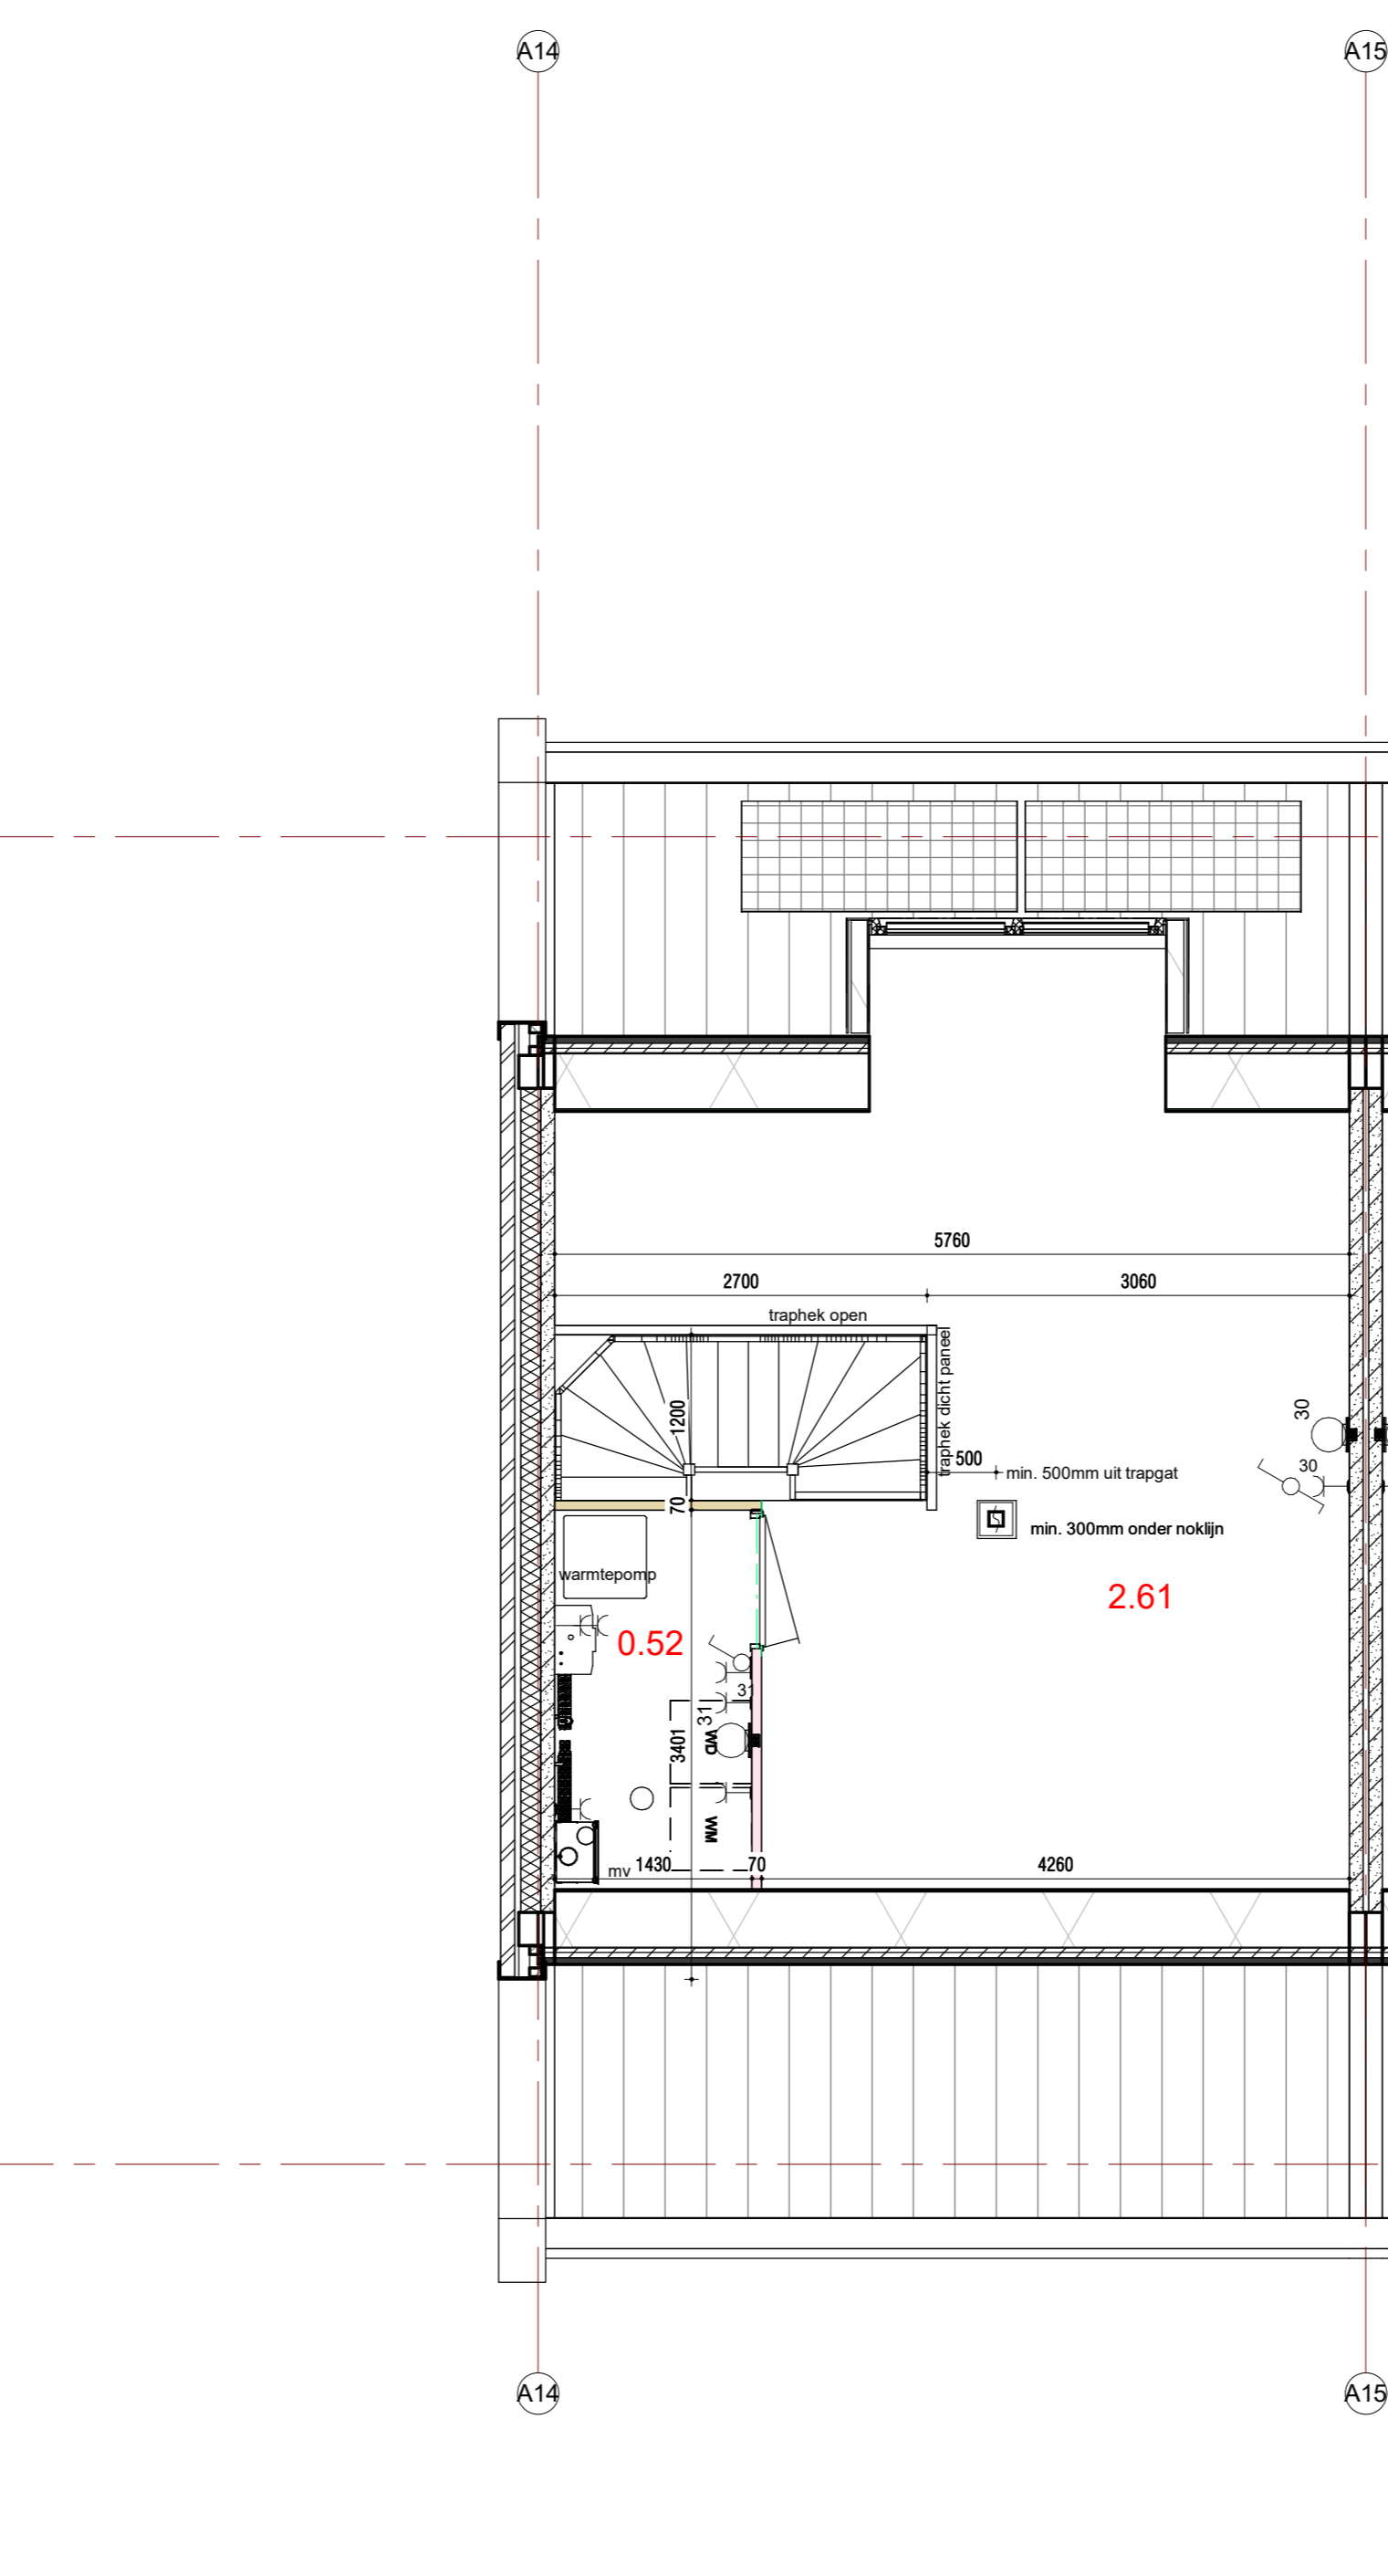 A14
A15
5760
2700
3060
traphek open
traphek dicht paneel
1200
30
500
min. 500mm uit trapgat
30
70
min. 300mm onder noklijn
warmtepomp
2.61
0.52
31
31
WD
3401
WM
mv
1430
70
4260
A14
A15